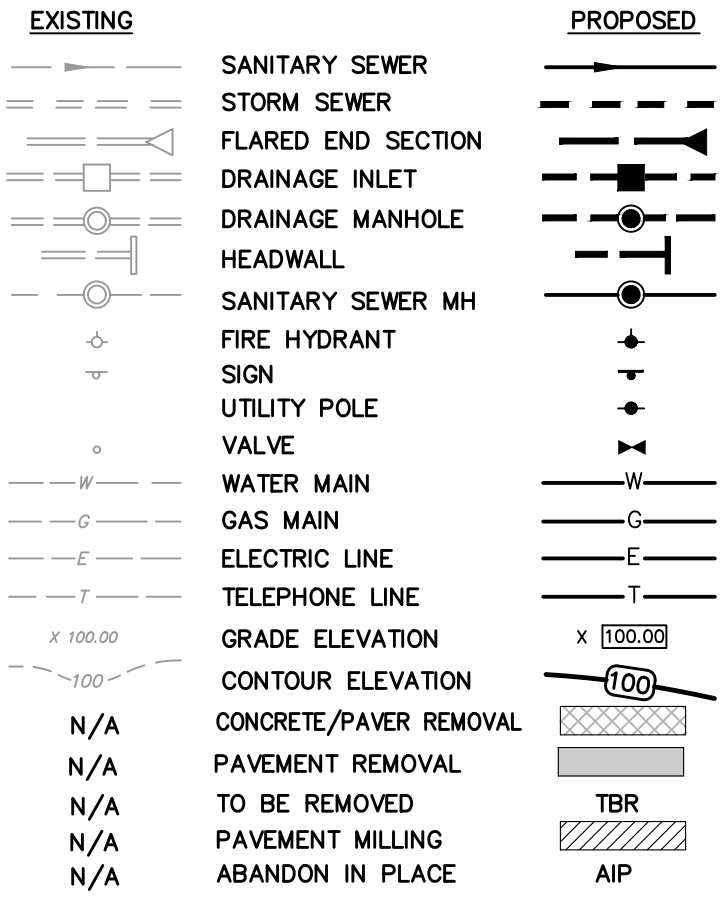 EXISTING PROPOSED
SANITARY SEWER
STORM SEWER
FLARED END SECTION
DRAINAGE INLET
DRAINAGE MANHOLE
HEADWALL
SANITARY SEWER MH
FIRE HYDRANT
SIGN
UTILITY POLE
VALVE
W WATER MAIN W
G GAS MAIN G
E ELECTRIC LINE E
T TELEPHONE LINE T
X 100.00 GRADE ELEVATION X 100.00
100 CONTOUR ELEVATION 100
N/A CONCRETE/PAVER REMOVAL
N/A PAVEMENT REMOVAL
N/A TO BE REMOVED TBR
N/A PAVEMENT MILLING
N/A ABANDON IN PLACE AIP